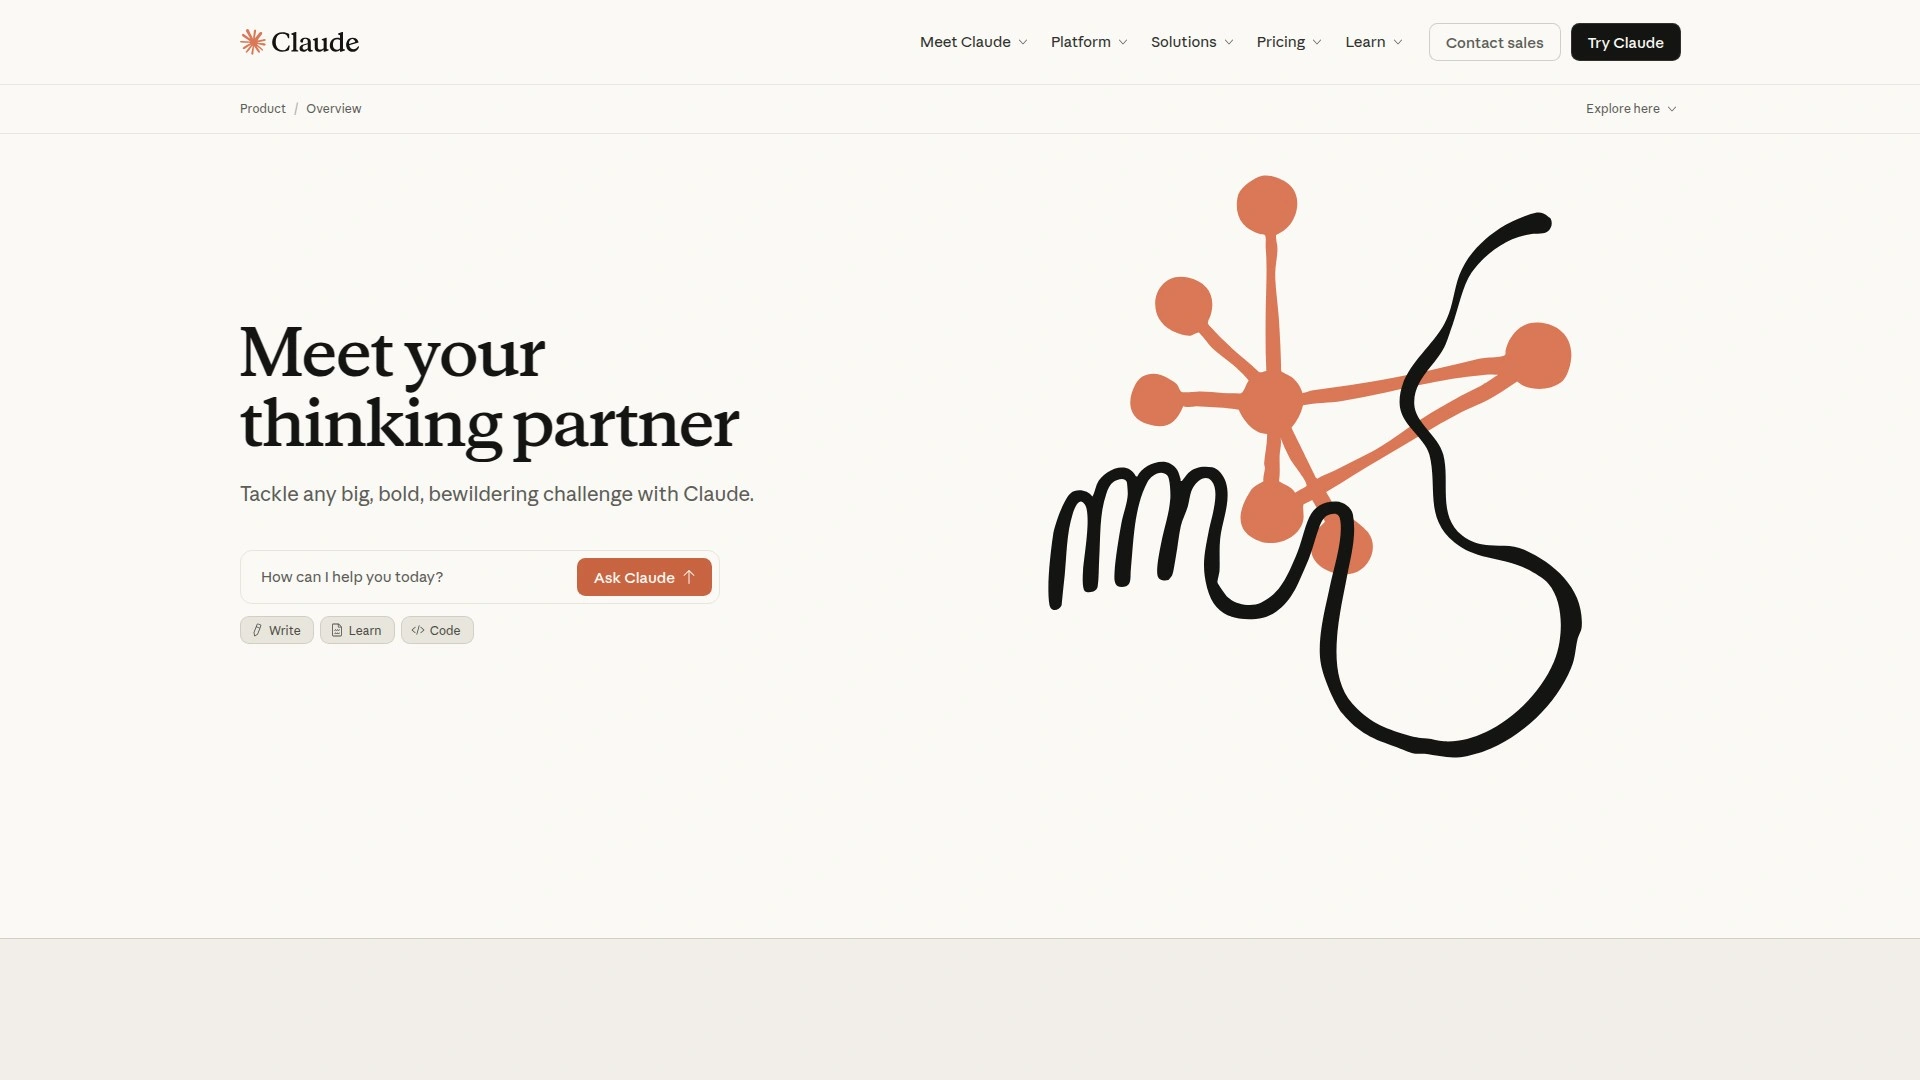 Claude
Meet Claude
Platform
Solutions
Pricing
Learn
Contact sales
Try Claude
Product / Overview
Explore here
Meet your
thinking partner
Tackle any big, bold, bewildering challenge with Claude.
How can I help you today?
Ask Claude
Write
Learn
Code